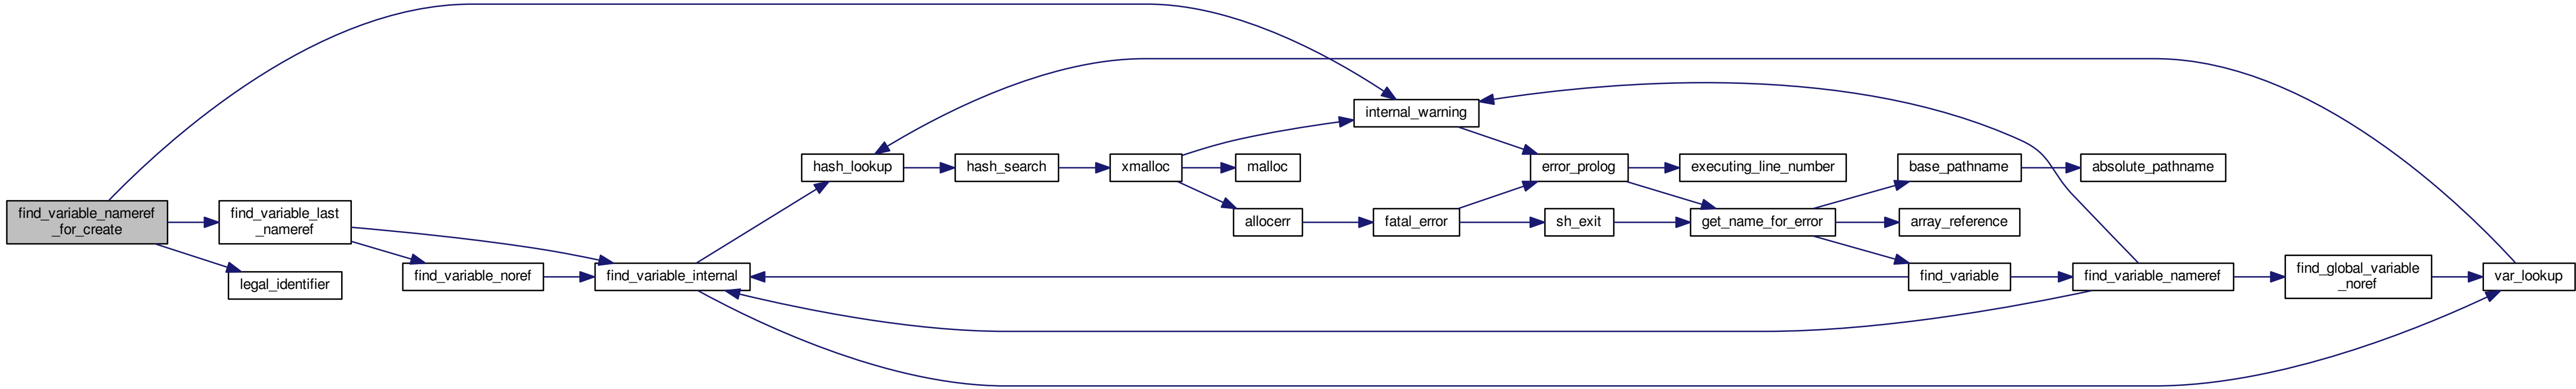 find_variable_nameref
_for_create
find_variable_last
_nameref
legal_identifier
find_variable_noref
find_variable_internal
hash_lookup
hash_search
xmalloc
internal_warning
malloc
allocerr
fatal_error
error_prolog
sh_exit
executing_line_number
get_name_for_error
base_pathname
array_reference
find_variable
absolute_pathname
find_variable_nameref
find_global_variable
_noref
var_lookup